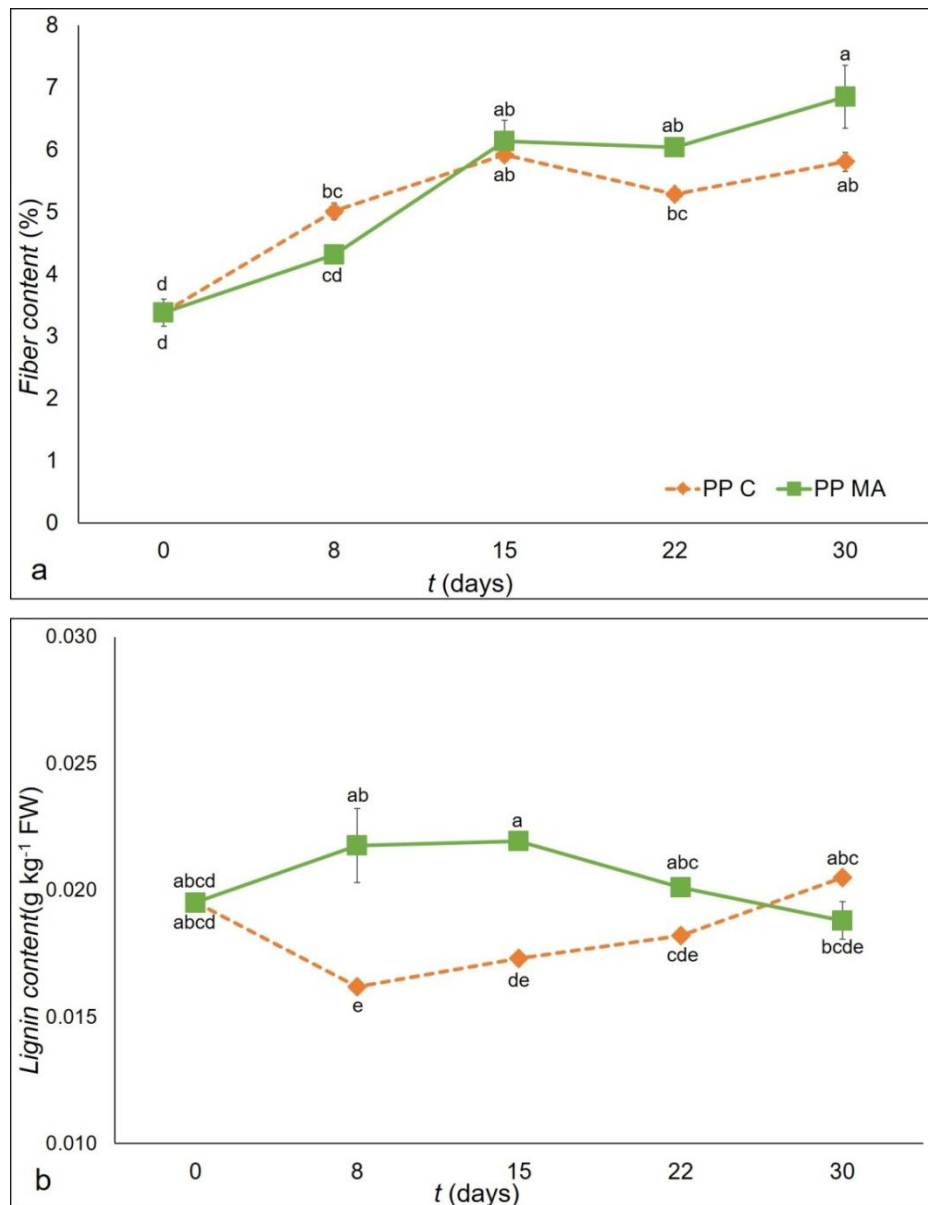 8
7
6
5
4
3
2
1
0
Fiber content (%)
d
d
bc
cd
ab
ab
ab
bc
a
ab
PP C PP MA
0 8 15 22 30
t (days)
a
0.030
0.025
0.020
0.015
0.010
Lignin content(g kg⁻¹ FW)
abcd
abcd
ab
e
a
de
abc
cde
abc
bcde
0 8 15 22 30
t (days)
b